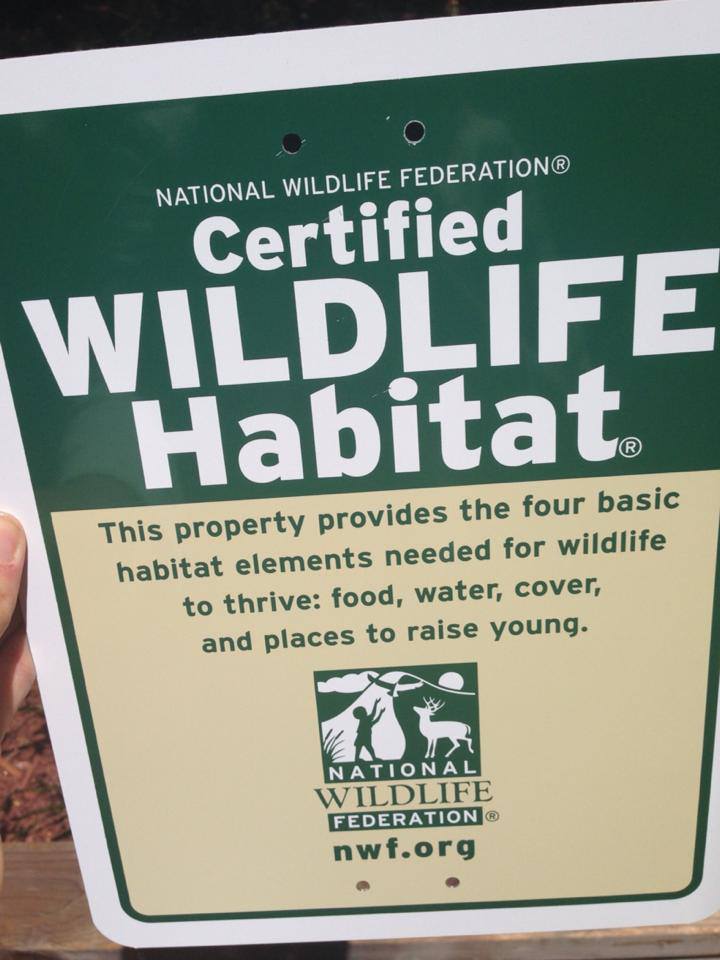 NATIONAL WILDLIFE FEDERATION®
Certified
WILDLIFE
Habitat®
This property provides the four basic
habitat elements needed for wildlife
to thrive: food, water, cover,
and places to raise young.
NATIONAL
WILDLIFE
FEDERATION®
nwf.org